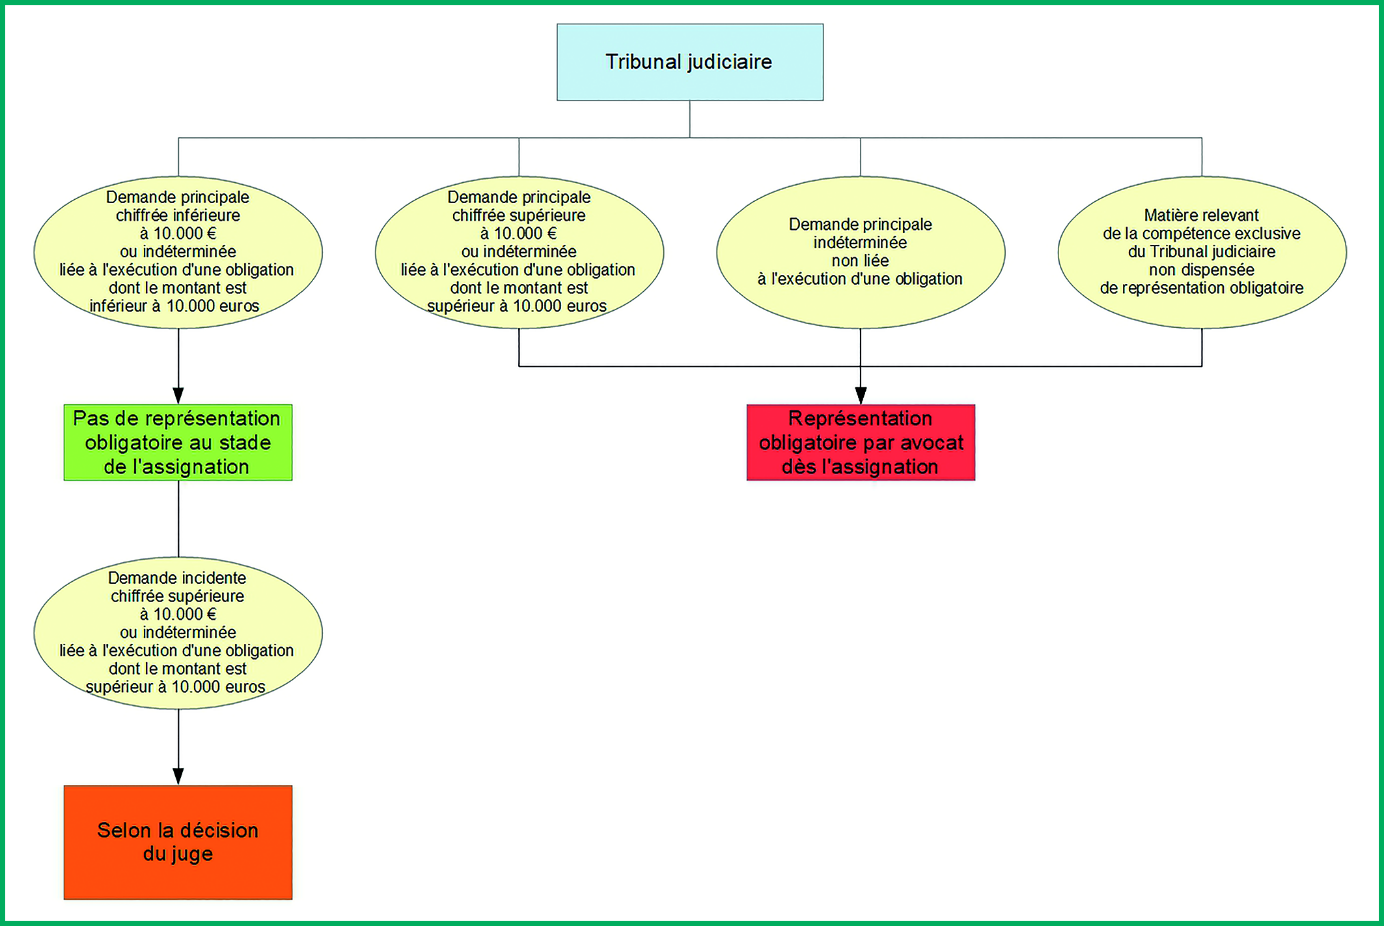 Tribunal judiciaire
Demande principale
chiffrée inférieure
à 10.000 €
ou indéterminée
liée à l'exécution d'une obligation
dont le montant est
inférieur à 10.000 euros
Demande principale
chiffrée supérieure
à 10.000 €
ou indéterminée
liée à l'exécution d'une obligation
dont le montant est
supérieur à 10.000 euros
Demande principale
indéterminée
non liée
à l'exécution d'une obligation
Matière relevant
de la compétence exclusive
du Tribunal judiciaire
non dispensée
de représentation obligatoire
Pas de représentation
obligatoire au stade
de l'assignation
Représentation
obligatoire par avocat
dès l'assignation
Demande incidente
chiffrée supérieure
à 10.000 €
ou indéterminée
liée à l'exécution d'une obligation
dont le montant est
supérieur à 10.000 euros
Selon la décision
du juge